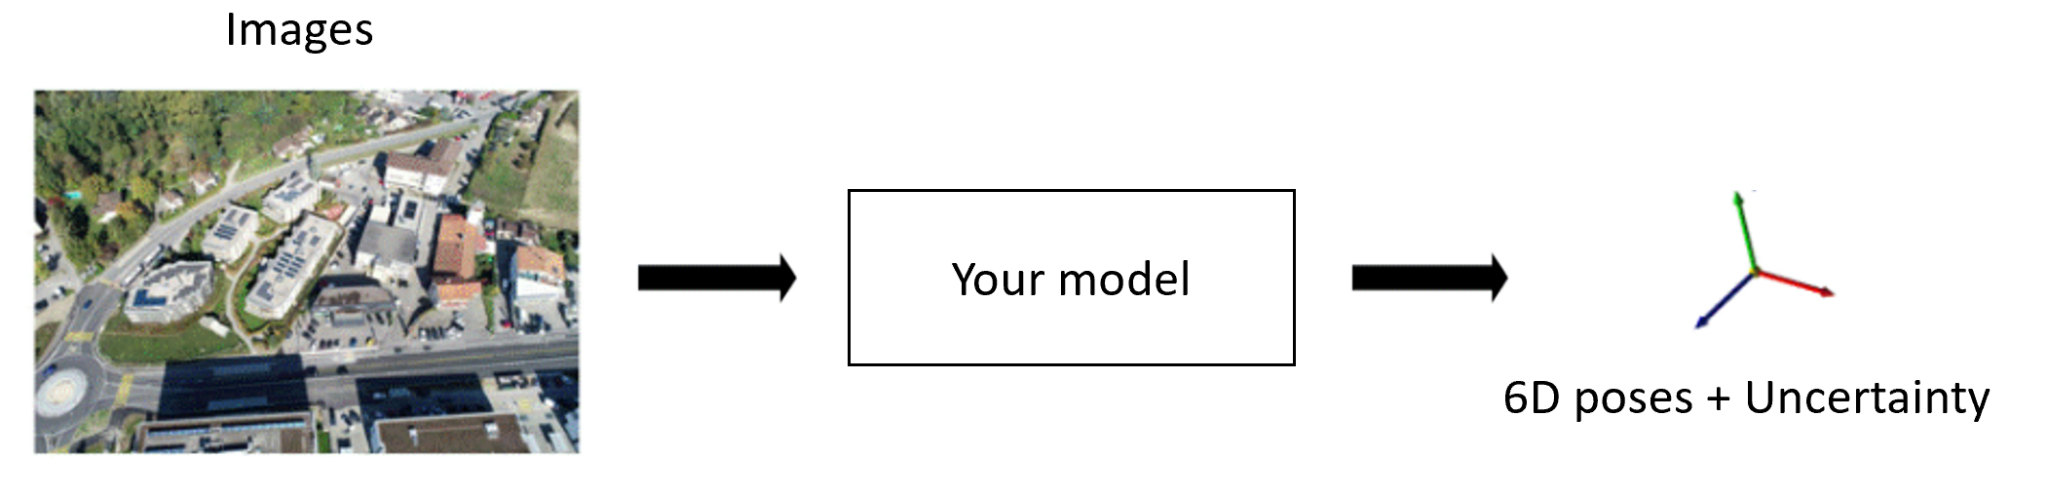 Images
Your model
6D poses + Uncertainty